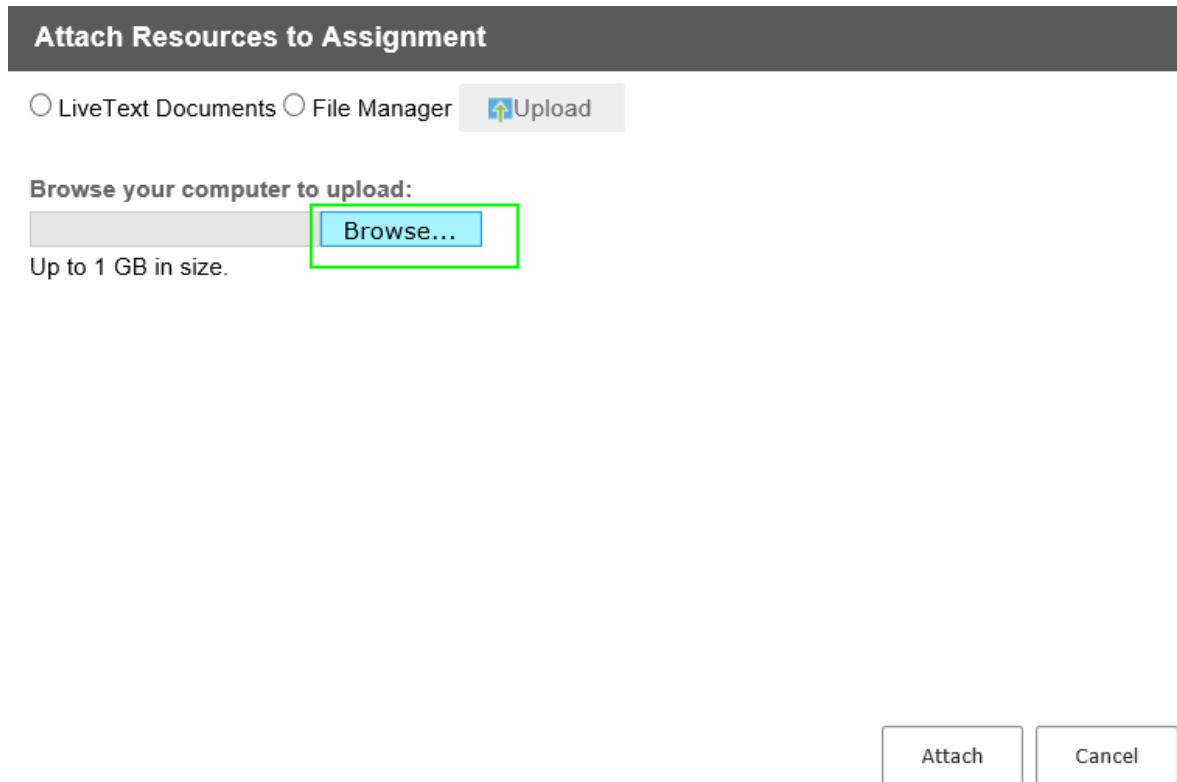 Attach Resources to Assignment
LiveText Documents File Manager Upload
Browse your computer to upload:
Browse...
Up to 1 GB in size.
Attach Cancel